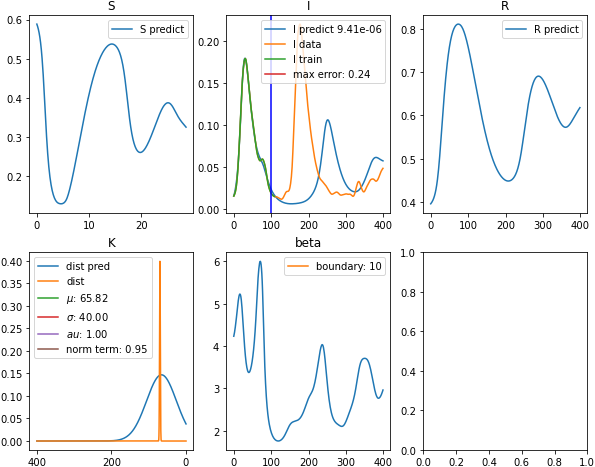 S
I
R
S predict
I predict 9.41e-06
I data
I train
max error: 0.24
R predict
0.6
0.5
0.4
0.3
0.2
0
20
0.20
0.15
0.10
0.05
0.00
0 100 200 300 400
0.8
0.7
0.6
0.5
0.4
0 100 200 300 400
K
beta
dist pred
dist
μ: 65.82
σ: 40.00
au: 1.00
norm term: 0.95
boundary: 10
0.40
0.35
0.30
0.25
0.20
0.15
0.10
0.05
0.00
400 200 0
6
5
4
3
2
0 100 200 300 400
1.0
0.8
0.6
0.4
0.2
0.0
0.0 0.2 0.4 0.6 0.8 1.0